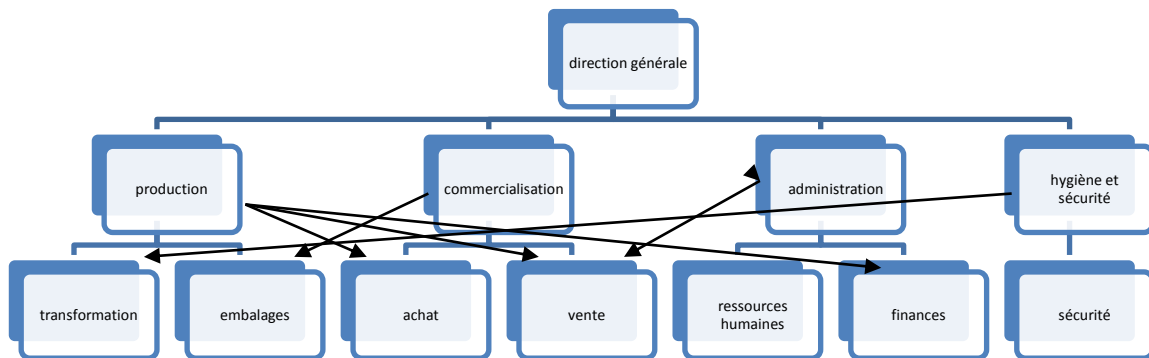 direction générale
production
commercialisation
administration
hygiène et
sécurité
transformation
embalages
achat
vente
ressources
humaines
finances
sécurité